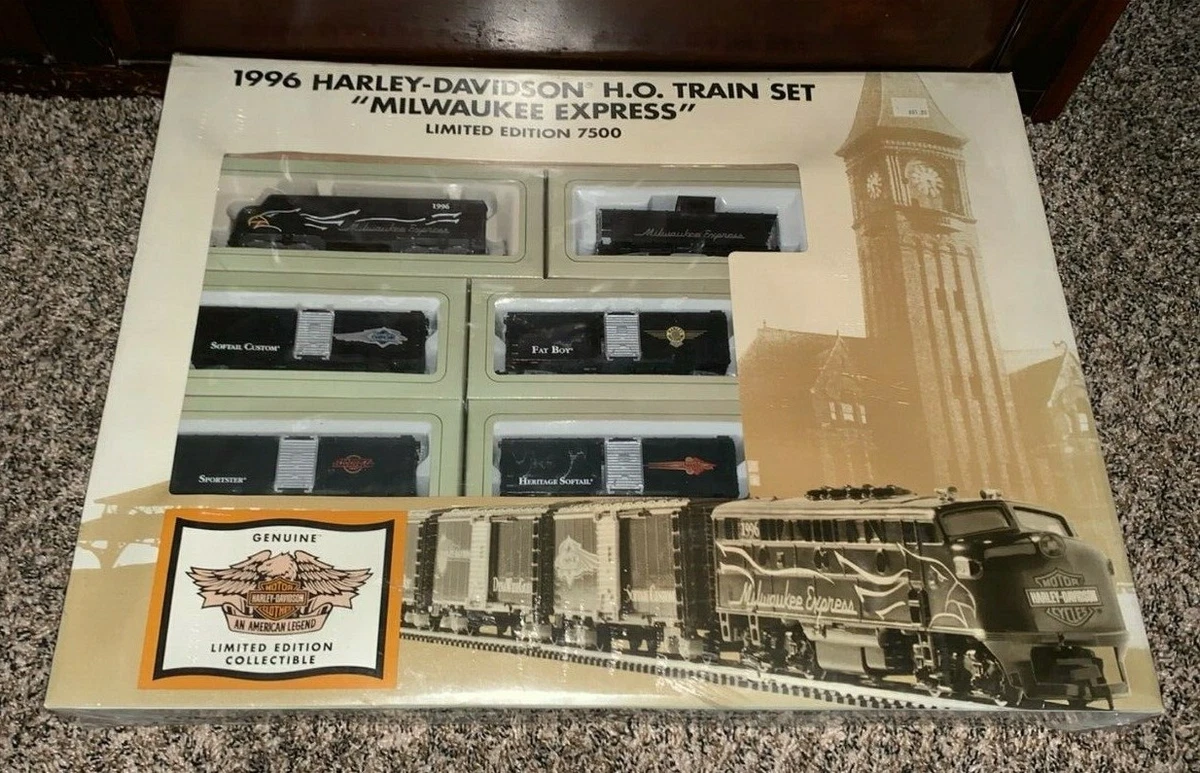 1996 HARLEY-DAVIDSON® H.O. TRAIN SET
"MILWAUKEE EXPRESS"
LIMITED EDITION 7500
1996
Milwaukee Express
Milwaukee Express
SOFTAIL CUSTOM®
FAT BOY®
SPORTSTER®
HERITAGE SOFTAIL®
GENUINE
MOTOR
HARLEY-DAVIDSON
CLOTHES
AN AMERICAN LEGEND
LIMITED EDITION
COLLECTIBLE
1996
Milwaukee Express
MOTOR
HARLEY-DAVIDSON
CYCLES